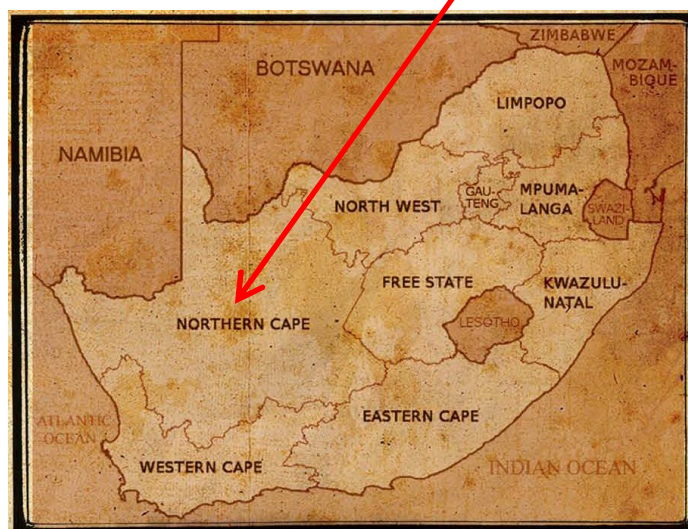 ZIMBABWE
MOZAM-
BIQUE
BOTSWANA
LIMPOPO
NAMIBIA
GAU-
TENG
MPUMA-
LANGA
NORTH WEST
SWAZI-
LAND
FREE STATE
KWAZULU-
NATAL
NORTHERN CAPE
LESOTHO
ATLANTIC
OCEAN
EASTERN CAPE
WESTERN CAPE
INDIAN OCEAN